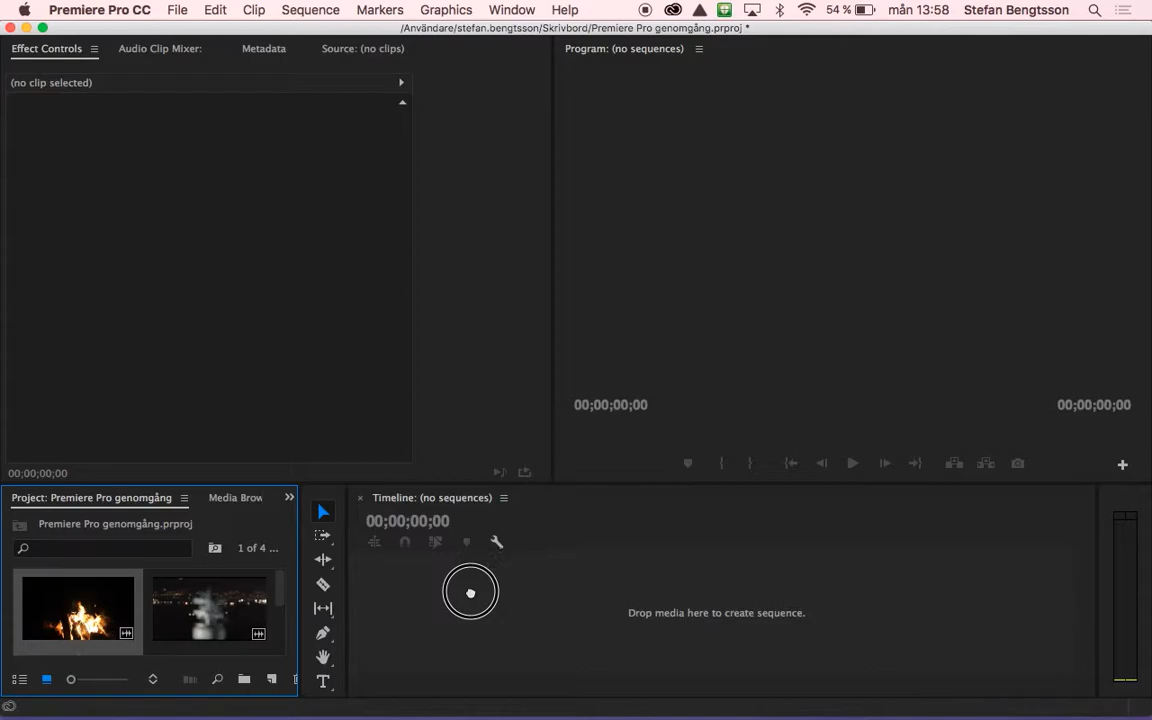 Premiere Pro CC File Edit Clip Sequence Markers Graphics Window Help 54 % mån 13:58 Stefan Bengtsson
/Användare/stefan.bengtsson/Skrivbord/Premiere Pro genomgång.prproj *
Effect Controls Audio Clip Mixer: Metadata Source: (no clips) Program: (no sequences)
(no clip selected)
00;00;00;00 00;00;00;00
00;00;00;00
Project: Premiere Pro genomgång Media Brow Timeline: (no sequences)
Premiere Pro genomgång.prproj 00;00;00;00
1 of 4 ...
Drop media here to create sequence.